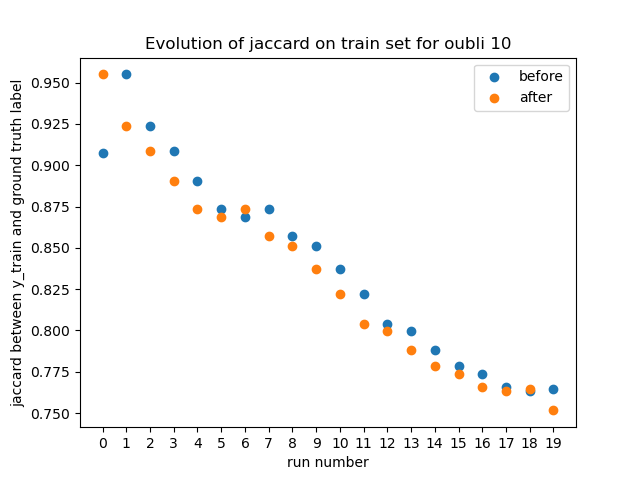 Evolution of jaccard on train set for oubli 10
before
after
jaccard between y_train and ground truth label
0.950
0.925
0.900
0.875
0.850
0.825
0.800
0.775
0.750
0 1 2 3 4 5 6 7 8 9 10 11 12 13 14 15 16 17 18 19
run number